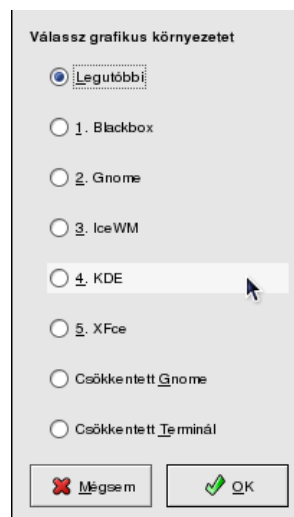 Válassz grafikus környezetet
Legutóbbi
1. Blackbox
2. Gnome
3. IceWM
4. KDE
5. XFce
Csökkentett Gnome
Csökkentett Terminál
Mégsem
OK